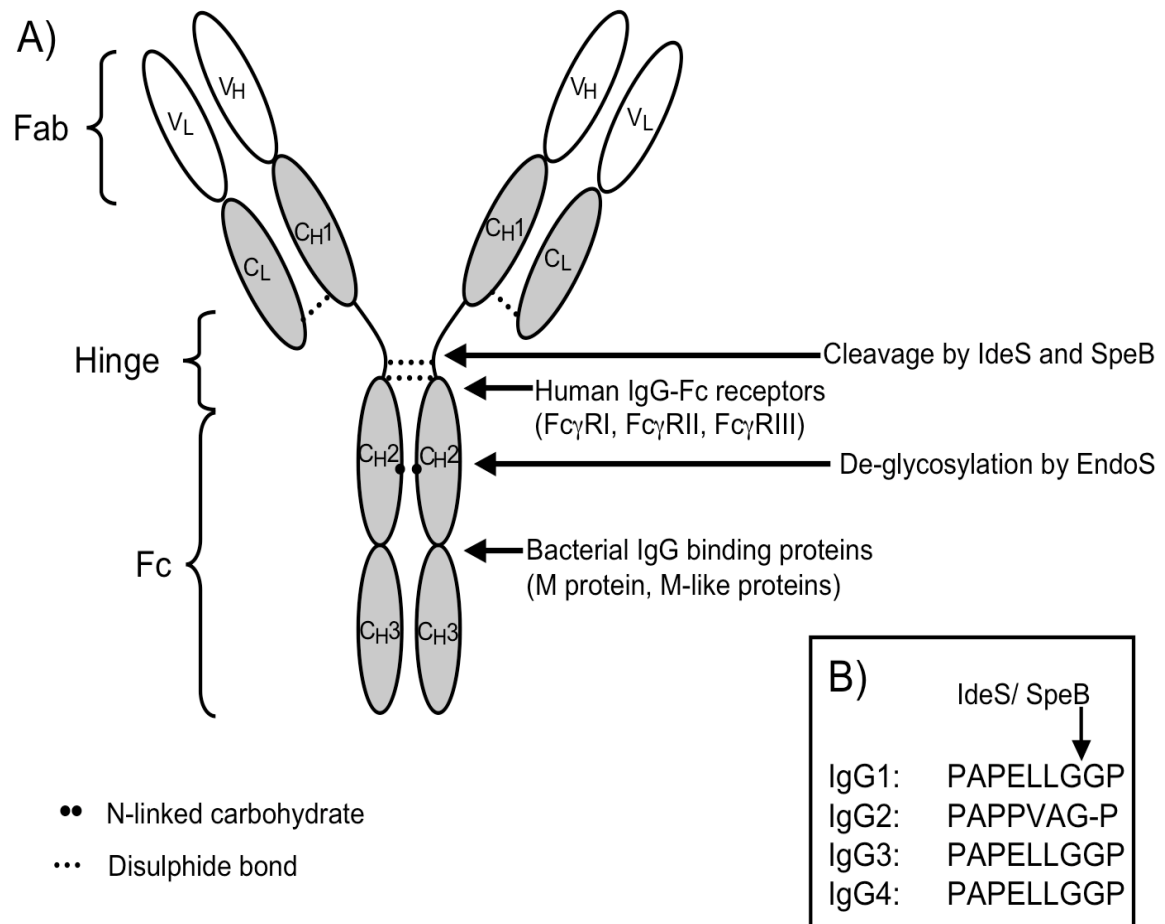 A)
Fab
VL
VH
VH
VL
CL
CH1
CH1
CL
Hinge
Cleavage by IdeS and SpeB
Human IgG-Fc receptors
(FcγRI, FcγRII, FcγRIII)
CH2
CH2
De-glycosylation by EndoS
Fc
Bacterial IgG binding proteins
(M protein, M-like proteins)
CH3
CH3
N-linked carbohydrate
Disulphide bond
B)
IdeS/ SpeB
IgG1: PAPELLGGP
IgG2: PAPPVAG-P
IgG3: PAPELLGGP
IgG4: PAPELLGGP